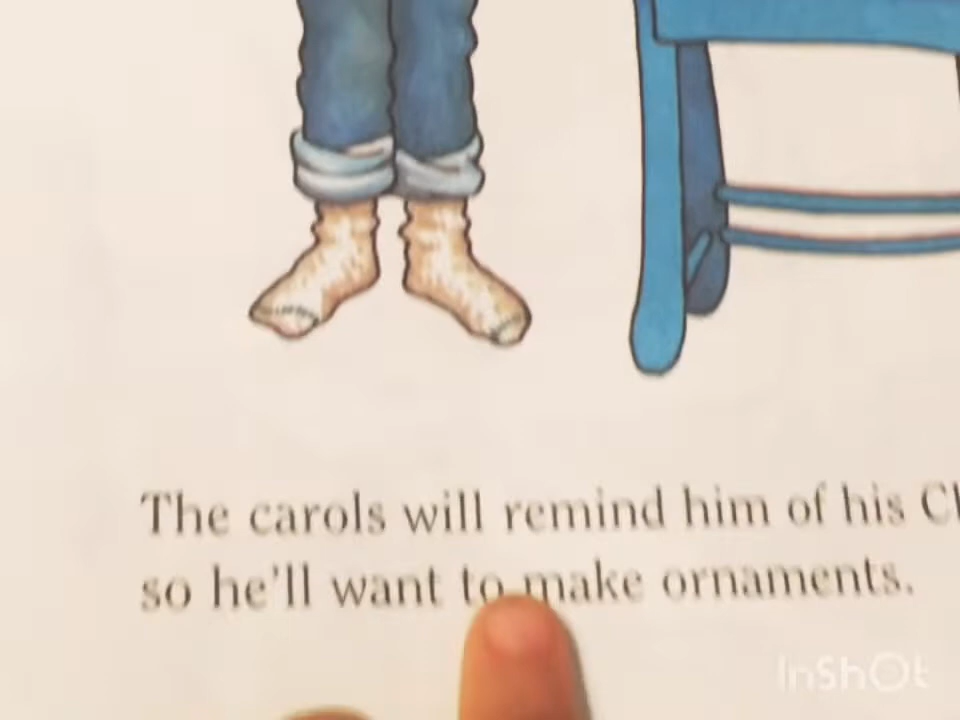 The carols will remind him of his
so he'll want to make ornaments.
InShOt